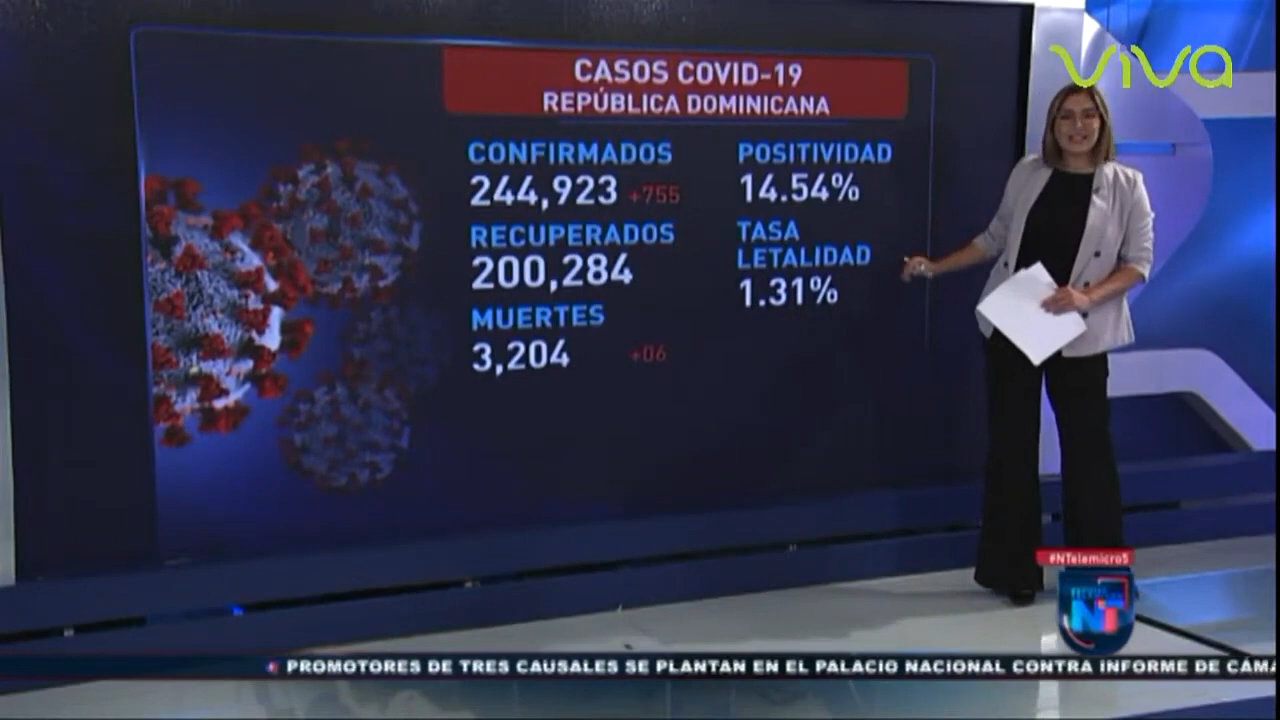 viva
CASOS COVID-19
REPÚBLICA DOMINICANA
CONFIRMADOS
244,923 +755
RECUPERADOS
200,284
MUERTES
3,204 +06
POSITIVIDAD
14.54%
TASA
LETALIDAD
1.31%
#NTelemicro5
NT
PROMOTORES DE TRES CAUSALES SE PLANTAN EN EL PALACIO NACIONAL CONTRA INFORME DE CÁMA